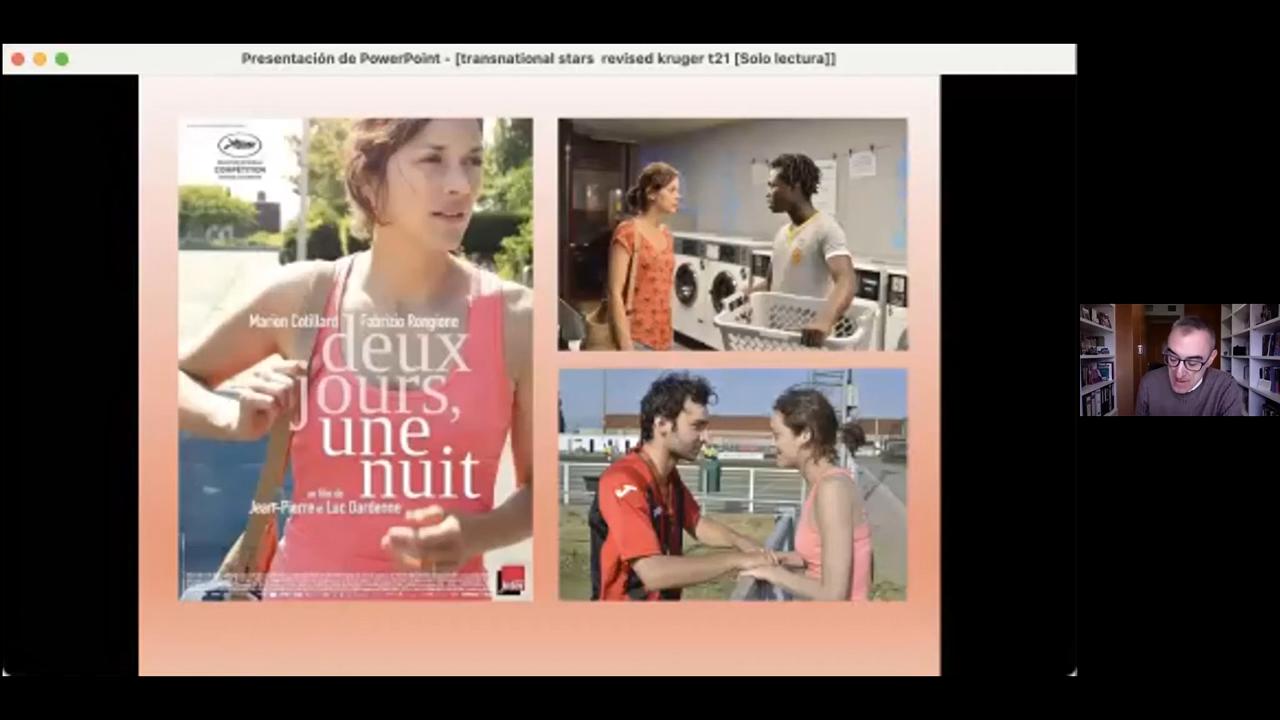 Presentación de PowerPoint - [transnational stars revised kruger t21 [Solo lectura]]
COMPÉTITION
Marion Cotillard Fabrizio Rongione
deux
jours,
une
nuit
un film de
Jean-Pierre et Luc Dardenne